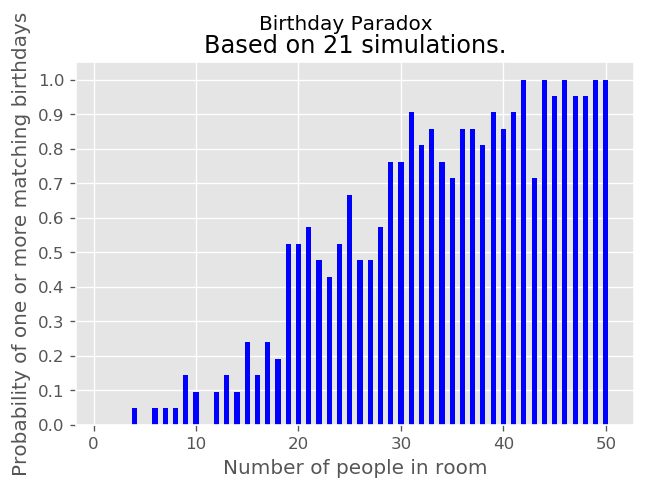 Birthday Paradox
Based on 21 simulations.
Probability of one or more matching birthdays
1.0
0.9
0.8
0.7
0.6
0.5
0.4
0.3
0.2
0.1
0.0
0 10 20 30 40 50
Number of people in room